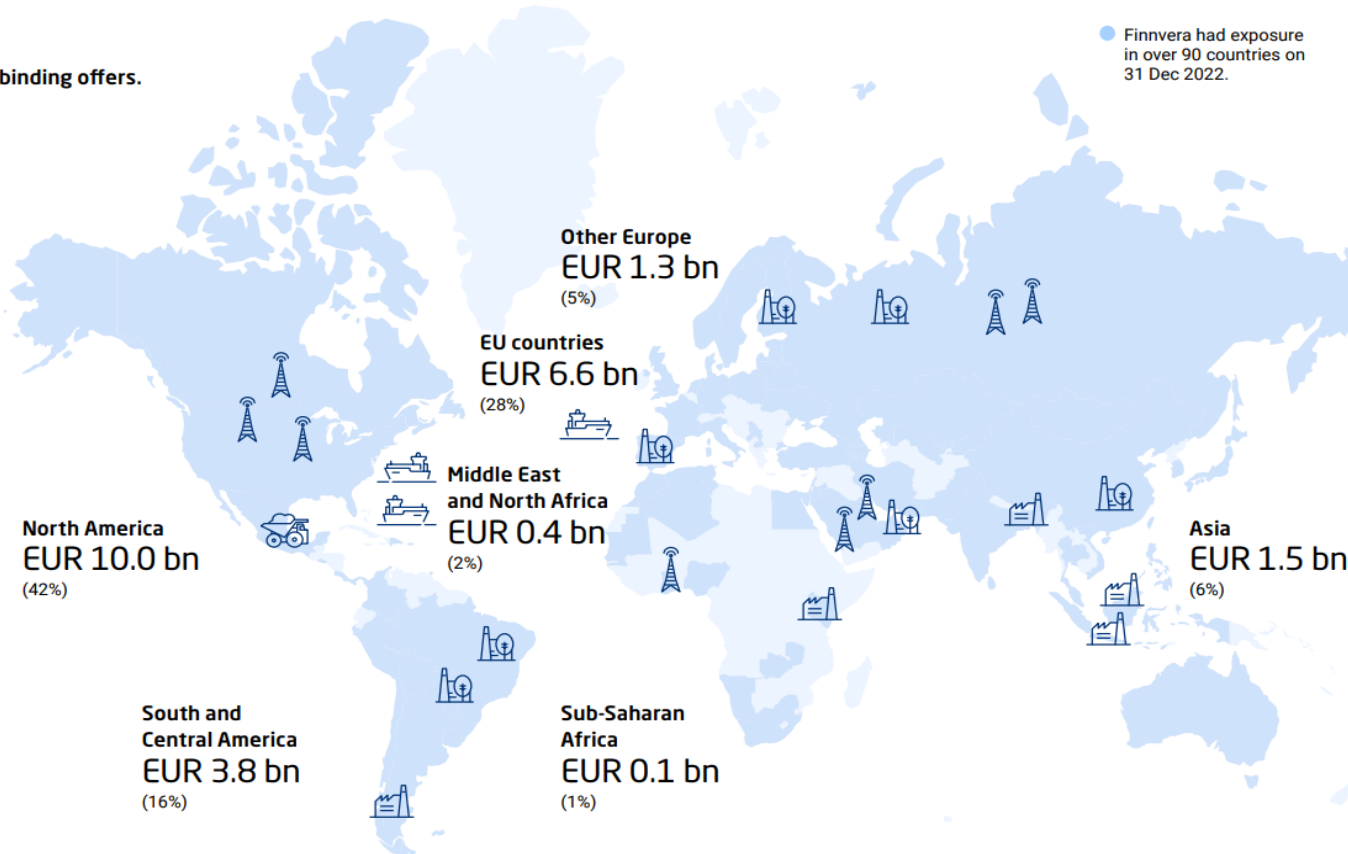 binding offers.
Finnvera had exposure
in over 90 countries on
31 Dec 2022.
Other Europe
EUR 1.3 bn
(5%)
EU countries
EUR 6.6 bn
(28%)
Middle East
and North Africa
EUR 0.4 bn
(2%)
North America
EUR 10.0 bn
(42%)
Asia
EUR 1.5 bn
(6%)
South and
Central America
EUR 3.8 bn
(16%)
Sub-Saharan
Africa
EUR 0.1 bn
(1%)